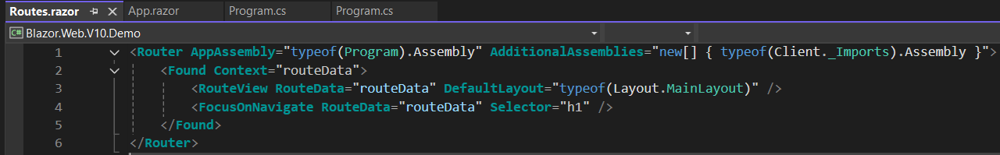 Routes.razor App.razor Program.cs Program.cs
C# Blazor.Web.V10.Demo
1 <Router AppAssembly="typeof(Program).Assembly" AdditionalAssemblies="new[] { typeof(Client._Imports).Assembly }">
2 <Found Context="routeData">
3 <RouteView RouteData="routeData" DefaultLayout="typeof(Layout.MainLayout)" />
4 <FocusOnNavigate RouteData="routeData" Selector="h1" />
5 </Found>
6 </Router>